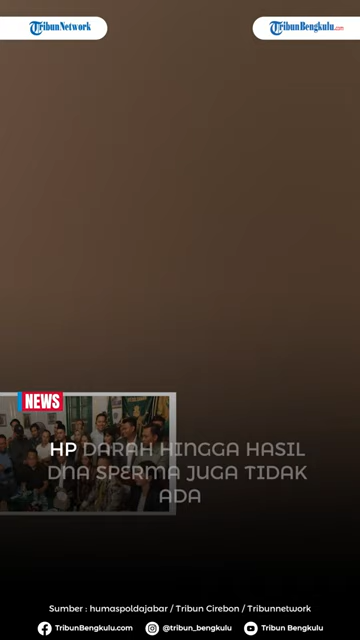 TribunNetwork
TribunBengkulu.com
NEWS
HP DARAH HINGGA HASIL
DNA SPERMA JUGA TIDAK
ADA
Sumber : humaspoldajabar / Tribun Cirebon / Tribunnetwork
TribunBengkulu.com @tribun_bengkulu Tribun Bengkulu